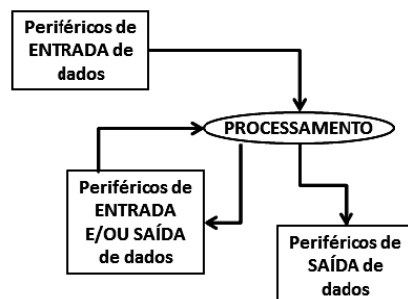 Periféricos de
ENTRADA de
dados
PROCESSAMENTO
Periféricos de
ENTRADA
E/OU SAÍDA
de dados
Periféricos de
SAÍDA de
dados